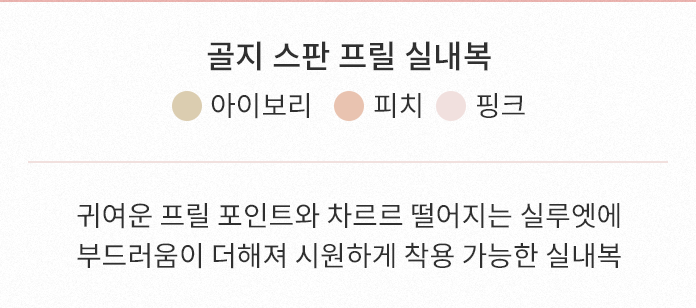 골지 스판 프릴 실내복
아이보리 피치 핑크
귀여운 프릴 포인트와 차르르 떨어지는 실루엣에
부드러움이 더해져 시원하게 착용 가능한 실내복